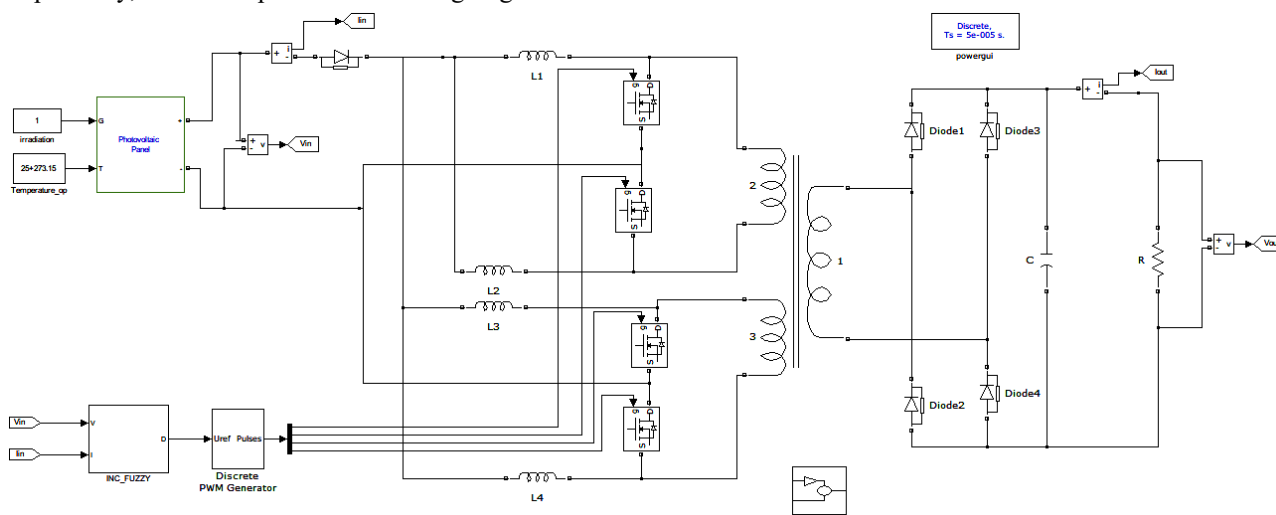 Iin
Discrete,
Ts = 5e-005 s.
powergui
Iout
L1
1
irradiation
G
Photovoltaic
Panel
+
-
25+273.15
Temperature_op
T
Vin
Diode1
Diode3
2
1
C
R
L2
L3
3
Diode2
Diode4
Vin
Iin
V
I
D
INC_FUZZY
Uref Pulses
Discrete
PWM Generator
L4